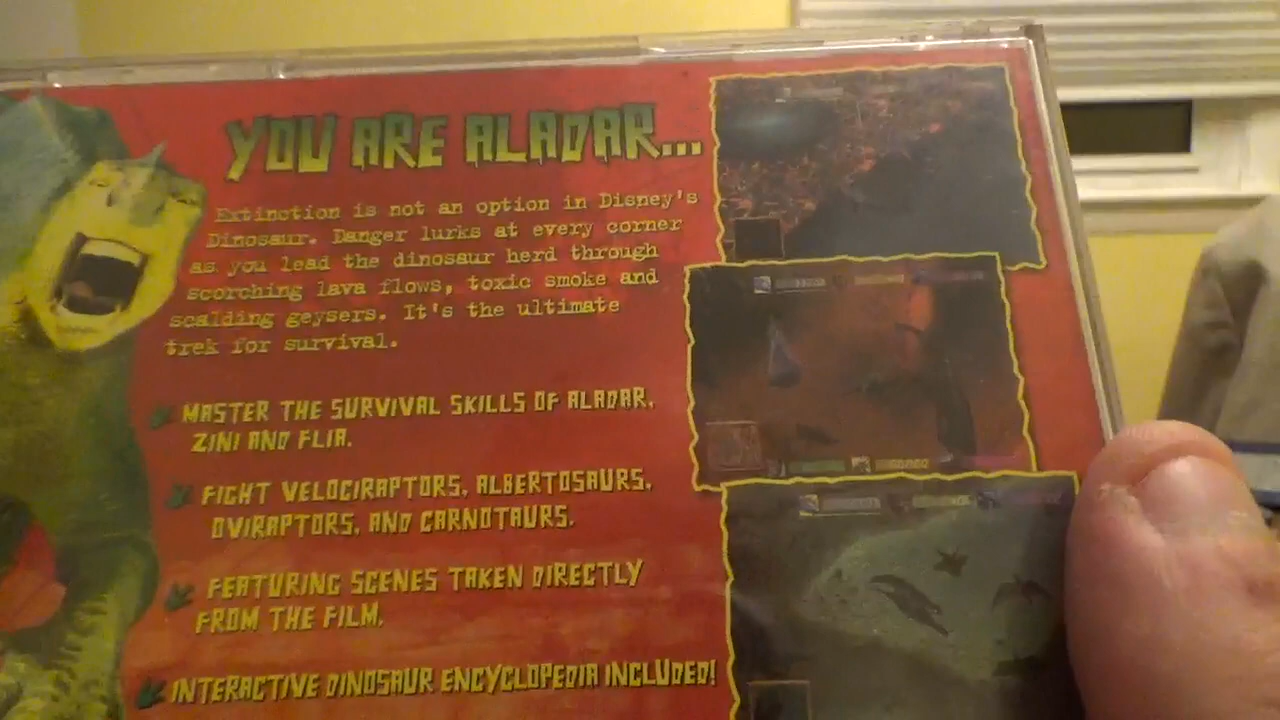 YOU ARE ALADAR...
Extinction is not an option in Disney's
Dinosaur. Danger lurks at every corner
as you lead the dinosaur herd through
scorching lava flows, toxic smoke and
scalding geysers. It's the ultimate
trek for survival.
MASTER THE SURVIVAL SKILLS OF ALADAR,
ZINI AND FLIA.
FIGHT VELOCIRAPTORS, ALBERTOSAURS,
OVIRAPTORS, AND CARNOTAURS.
FEATURING SCENES TAKEN DIRECTLY
FROM THE FILM.
INTERACTIVE DINOSAUR ENCYCLOPEDIA INCLUDED!